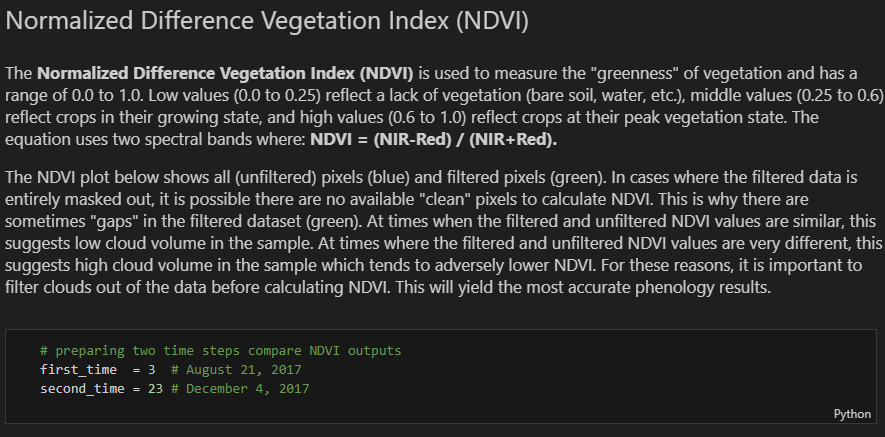 Normalized Difference Vegetation Index (NDVI)
The Normalized Difference Vegetation Index (NDVI) is used to measure the "greenness" of vegetation and has a
range of 0.0 to 1.0. Low values (0.0 to 0.25) reflect a lack of vegetation (bare soil, water, etc.), middle values (0.25 to 0.6)
reflect crops in their growing state, and high values (0.6 to 1.0) reflect crops at their peak vegetation state. The
equation uses two spectral bands where: NDVI = (NIR-Red) / (NIR+Red).
The NDVI plot below shows all (unfiltered) pixels (blue) and filtered pixels (green). In cases where the filtered data is
entirely masked out, it is possible there are no available "clean" pixels to calculate NDVI. This is why there are
sometimes "gaps" in the filtered dataset (green). At times when the filtered and unfiltered NDVI values are similar, this
suggests low cloud volume in the sample. At times where the filtered and unfiltered NDVI values are very different, this
suggests high cloud volume in the sample which tends to adversely lower NDVI. For these reasons, it is important to
filter clouds out of the data before calculating NDVI. This will yield the most accurate phenology results.
# preparing two time steps compare NDVI outputs
first_time  = 3  # August 21, 2017
second_time = 23 # December 4, 2017
Python